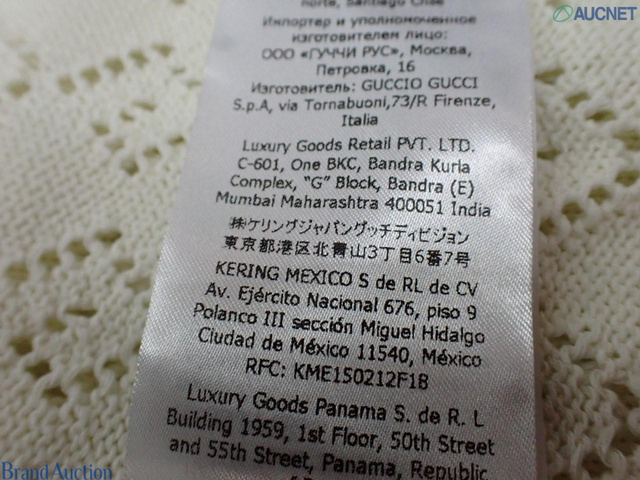 norte, Santiago Chile
Импортер и уполномоченное
изготовителем лицо:
ООО «ГУЧЧИ РУС», Москва,
Петровка, 16
Изготовитель: GUCCIO GUCCI
S.p.A, via Tornabuoni,73/R Firenze,
Italia
Luxury Goods Retail PVT. LTD.
C-601, One BKC, Bandra Kurla
Complex, "G" Block, Bandra (E)
Mumbai Maharashtra 400051 India
㈱ケリングジャパングッチディビジョン
東京都港区北青山3丁目6番7号
KERING MEXICO S de RL de CV
Av. Ejército Nacional 676, piso 9
Polanco III sección Miguel Hidalgo
Ciudad de México 11540, México
RFC: KME150212F1B
Luxury Goods Panama S. de R. L
Building 1959, 1st Floor, 50th Street
and 55th Street, Panama, Republic
AUCNET
Brand Auction